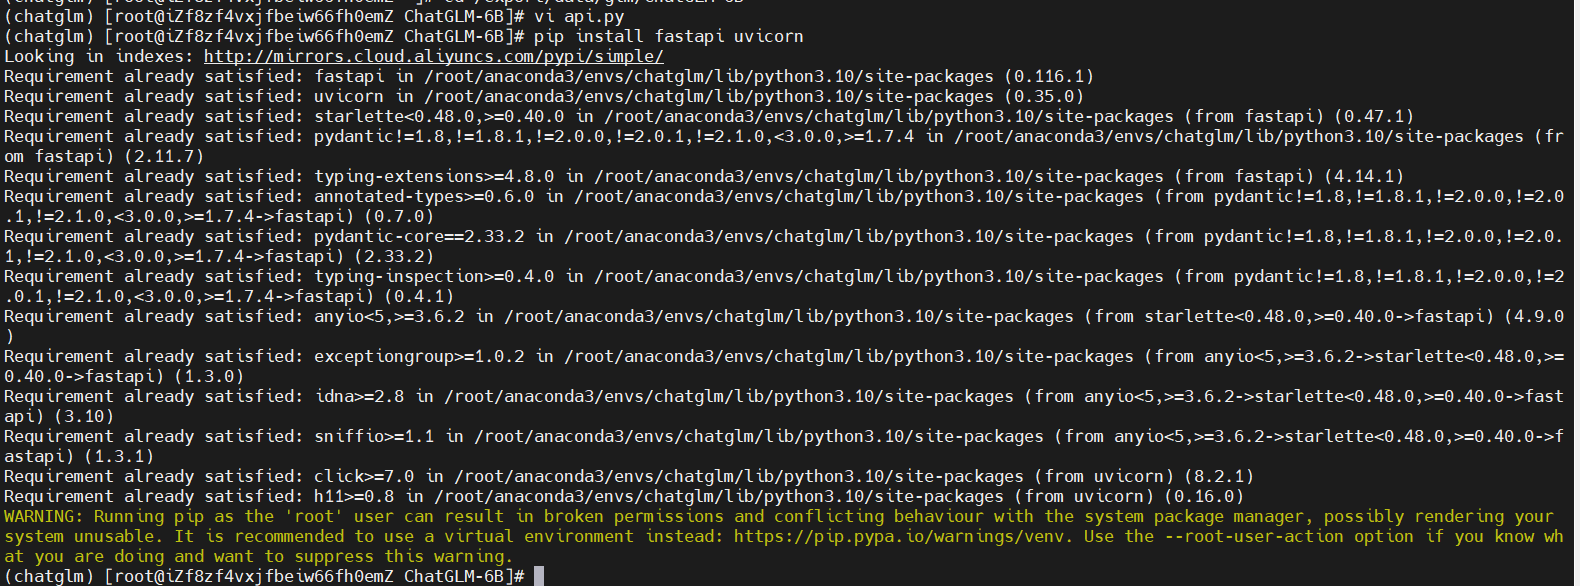 (chatglm) [root@iZf8zf4vxjfbeiw66fh0emZ ChatGLM-6B]# vi api.py
(chatglm) [root@iZf8zf4vxjfbeiw66fh0emZ ChatGLM-6B]# pip install fastapi uvicorn
Looking in indexes: http://mirrors.cloud.aliyuncs.com/pypi/simple/
Requirement already satisfied: fastapi in /root/anaconda3/envs/chatglm/lib/python3.10/site-packages (0.116.1)
Requirement already satisfied: uvicorn in /root/anaconda3/envs/chatglm/lib/python3.10/site-packages (0.35.0)
Requirement already satisfied: starlette<0.48.0,>=0.40.0 in /root/anaconda3/envs/chatglm/lib/python3.10/site-packages (from fastapi) (0.47.1)
Requirement already satisfied: pydantic!=1.8,!=1.8.1,!=2.0.0,!=2.0.1,!=2.1.0,<3.0.0,>=1.7.4 in /root/anaconda3/envs/chatglm/lib/python3.10/site-packages (fr
om fastapi) (2.11.7)
Requirement already satisfied: typing-extensions>=4.8.0 in /root/anaconda3/envs/chatglm/lib/python3.10/site-packages (from fastapi) (4.14.1)
Requirement already satisfied: annotated-types>=0.6.0 in /root/anaconda3/envs/chatglm/lib/python3.10/site-packages (from pydantic!=1.8,!=1.8.1,!=2.0.0,!=2.0
.1,!=2.1.0,<3.0.0,>=1.7.4->fastapi) (0.7.0)
Requirement already satisfied: pydantic-core==2.33.2 in /root/anaconda3/envs/chatglm/lib/python3.10/site-packages (from pydantic!=1.8,!=1.8.1,!=2.0.0,!=2.0.
1,!=2.1.0,<3.0.0,>=1.7.4->fastapi) (2.33.2)
Requirement already satisfied: typing-inspection>=0.4.0 in /root/anaconda3/envs/chatglm/lib/python3.10/site-packages (from pydantic!=1.8,!=1.8.1,!=2.0.0,!=2
.0.1,!=2.1.0,<3.0.0,>=1.7.4->fastapi) (0.4.1)
Requirement already satisfied: anyio<5,>=3.6.2 in /root/anaconda3/envs/chatglm/lib/python3.10/site-packages (from starlette<0.48.0,>=0.40.0->fastapi) (4.9.0
)
Requirement already satisfied: exceptiongroup>=1.0.2 in /root/anaconda3/envs/chatglm/lib/python3.10/site-packages (from anyio<5,>=3.6.2->starlette<0.48.0,>=
0.40.0->fastapi) (1.3.0)
Requirement already satisfied: idna>=2.8 in /root/anaconda3/envs/chatglm/lib/python3.10/site-packages (from anyio<5,>=3.6.2->starlette<0.48.0,>=0.40.0->fast
api) (3.10)
Requirement already satisfied: sniffio>=1.1 in /root/anaconda3/envs/chatglm/lib/python3.10/site-packages (from anyio<5,>=3.6.2->starlette<0.48.0,>=0.40.0->f
astapi) (1.3.1)
Requirement already satisfied: click>=7.0 in /root/anaconda3/envs/chatglm/lib/python3.10/site-packages (from uvicorn) (8.2.1)
Requirement already satisfied: h11>=0.8 in /root/anaconda3/envs/chatglm/lib/python3.10/site-packages (from uvicorn) (0.16.0)
WARNING: Running pip as the 'root' user can result in broken permissions and conflicting behaviour with the system package manager, possibly rendering your
system unusable. It is recommended to use a virtual environment instead: https://pip.pypa.io/warnings/venv. Use the --root-user-action option if you know wh
at you are doing and want to suppress this warning.
(chatglm) [root@iZf8zf4vxjfbeiw66fh0emZ ChatGLM-6B]#